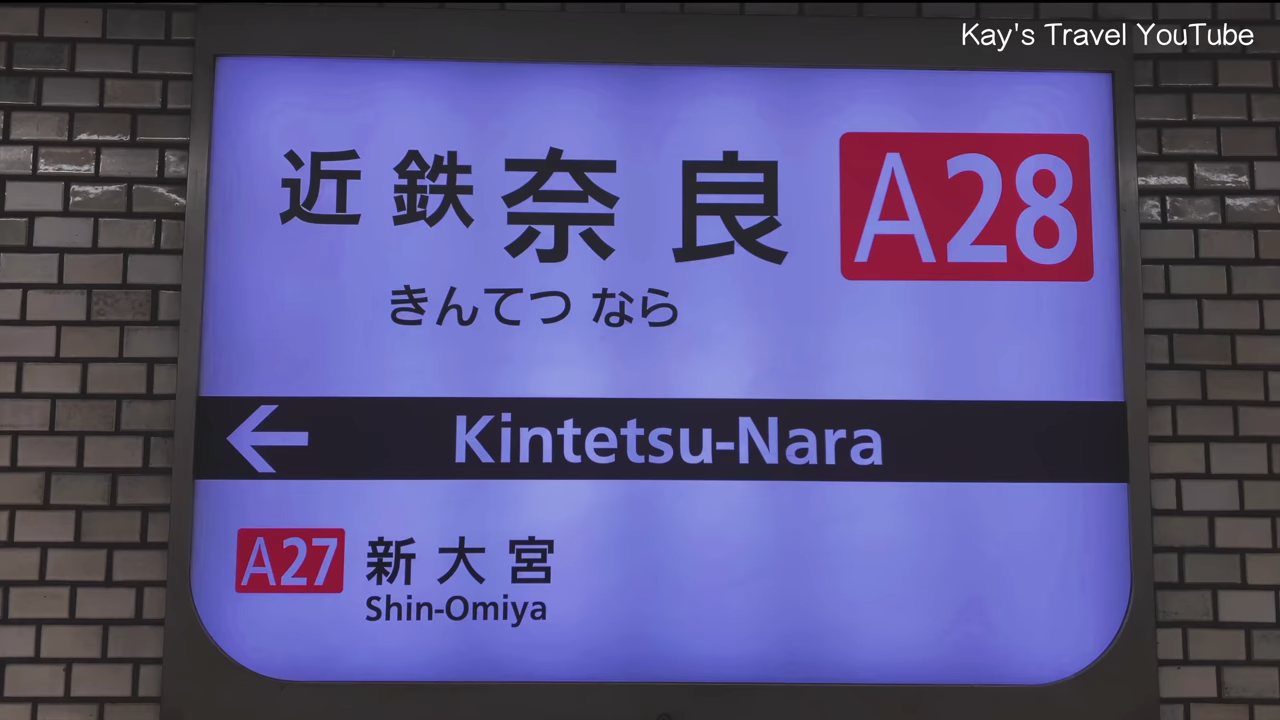 Kay's Travel YouTube
近鉄奈良 A28
きんてつ なら
← Kintetsu-Nara
A27 新大宮
Shin-Omiya